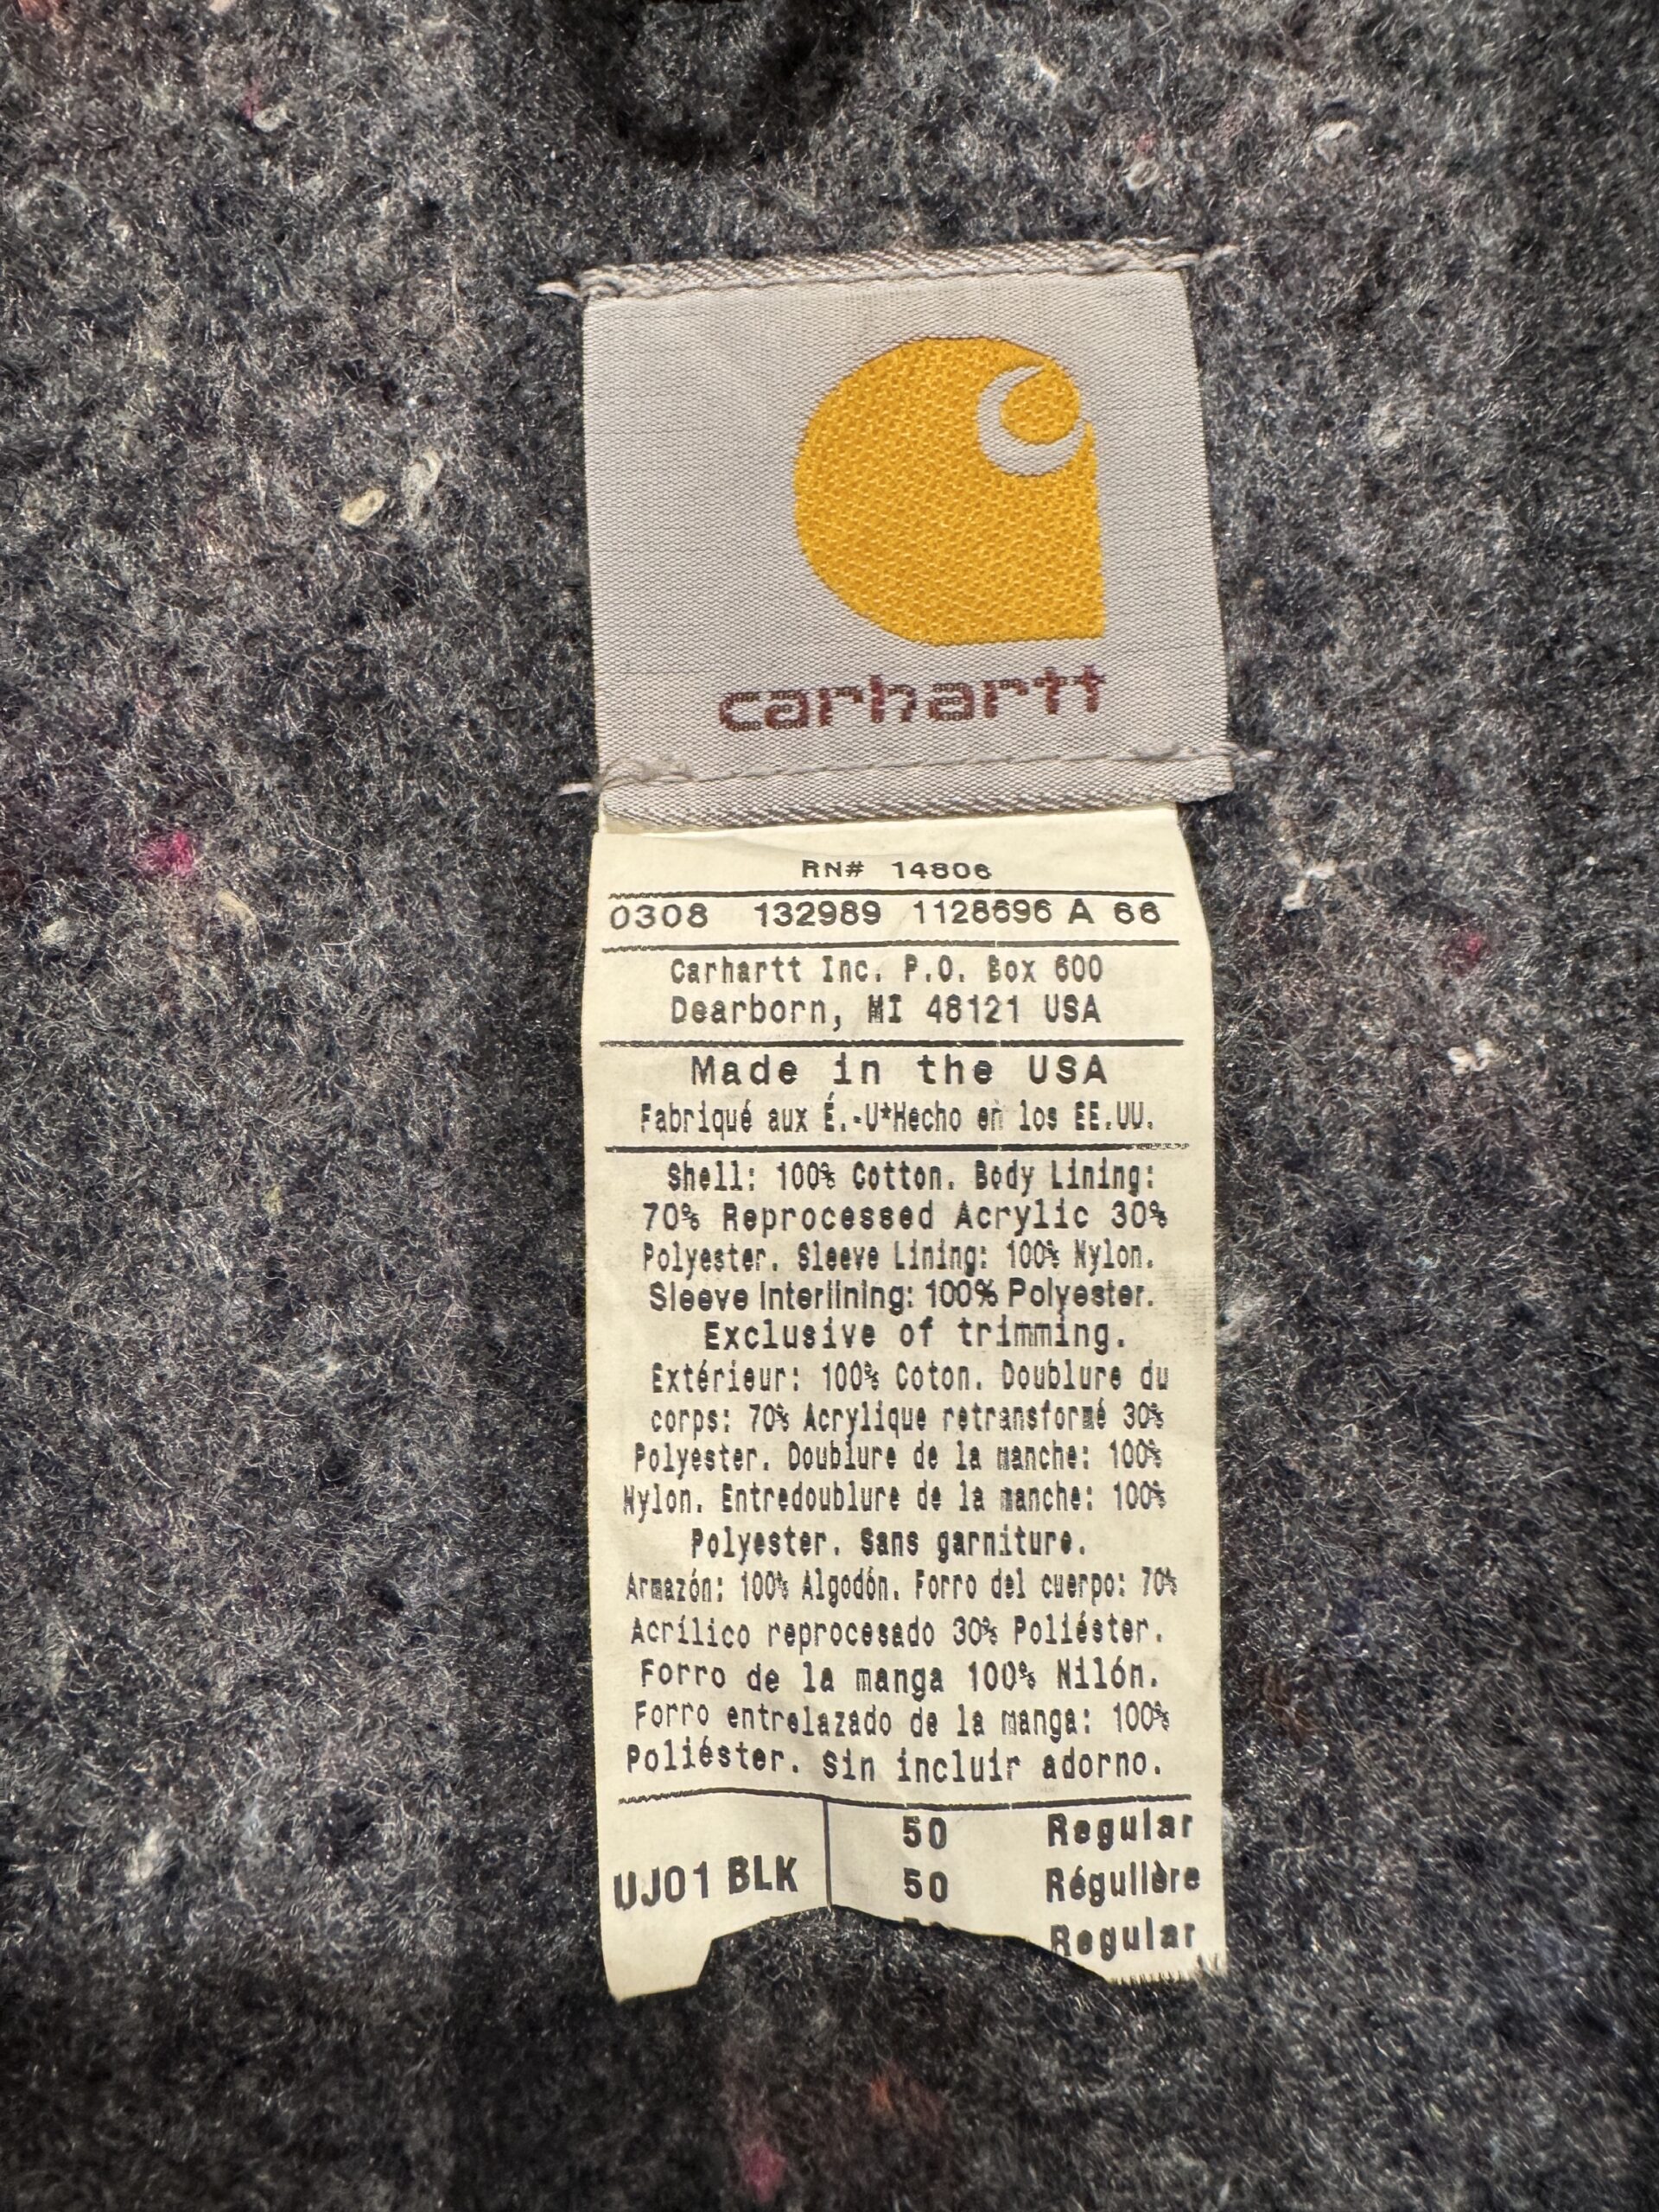 carhartt
RN# 14806
0308 132989 1128696 A 66
Carhartt Inc. P.O. Box 600
Dearborn, MI 48121 USA
Made in the USA
Fabriqué aux É.-U*Hecho en los EE.UU.
Shell: 100% Cotton. Body Lining:
70% Reprocessed Acrylic 30%
Polyester. Sleeve Lining: 100% Nylon.
Sleeve Interlining: 100% Polyester.
Exclusive of trimming.
Extérieur: 100% Coton. Doublure du
corps: 70% Acrylique retransformé 30%
Polyester. Doublure de la manche: 100%
Nylon. Entredoublure de la manche: 100%
Polyester. Sans garniture.
Armazón: 100% Algodón. Forro del cuerpo: 70%
Acrílico reprocesado 30% Poliéster.
Forro de la manga 100% Nilón.
Forro entrelazado de la manga: 100%
Poliéster. Sin incluir adorno.
50 Regular
UJ01 BLK 50 Régulière
Regular